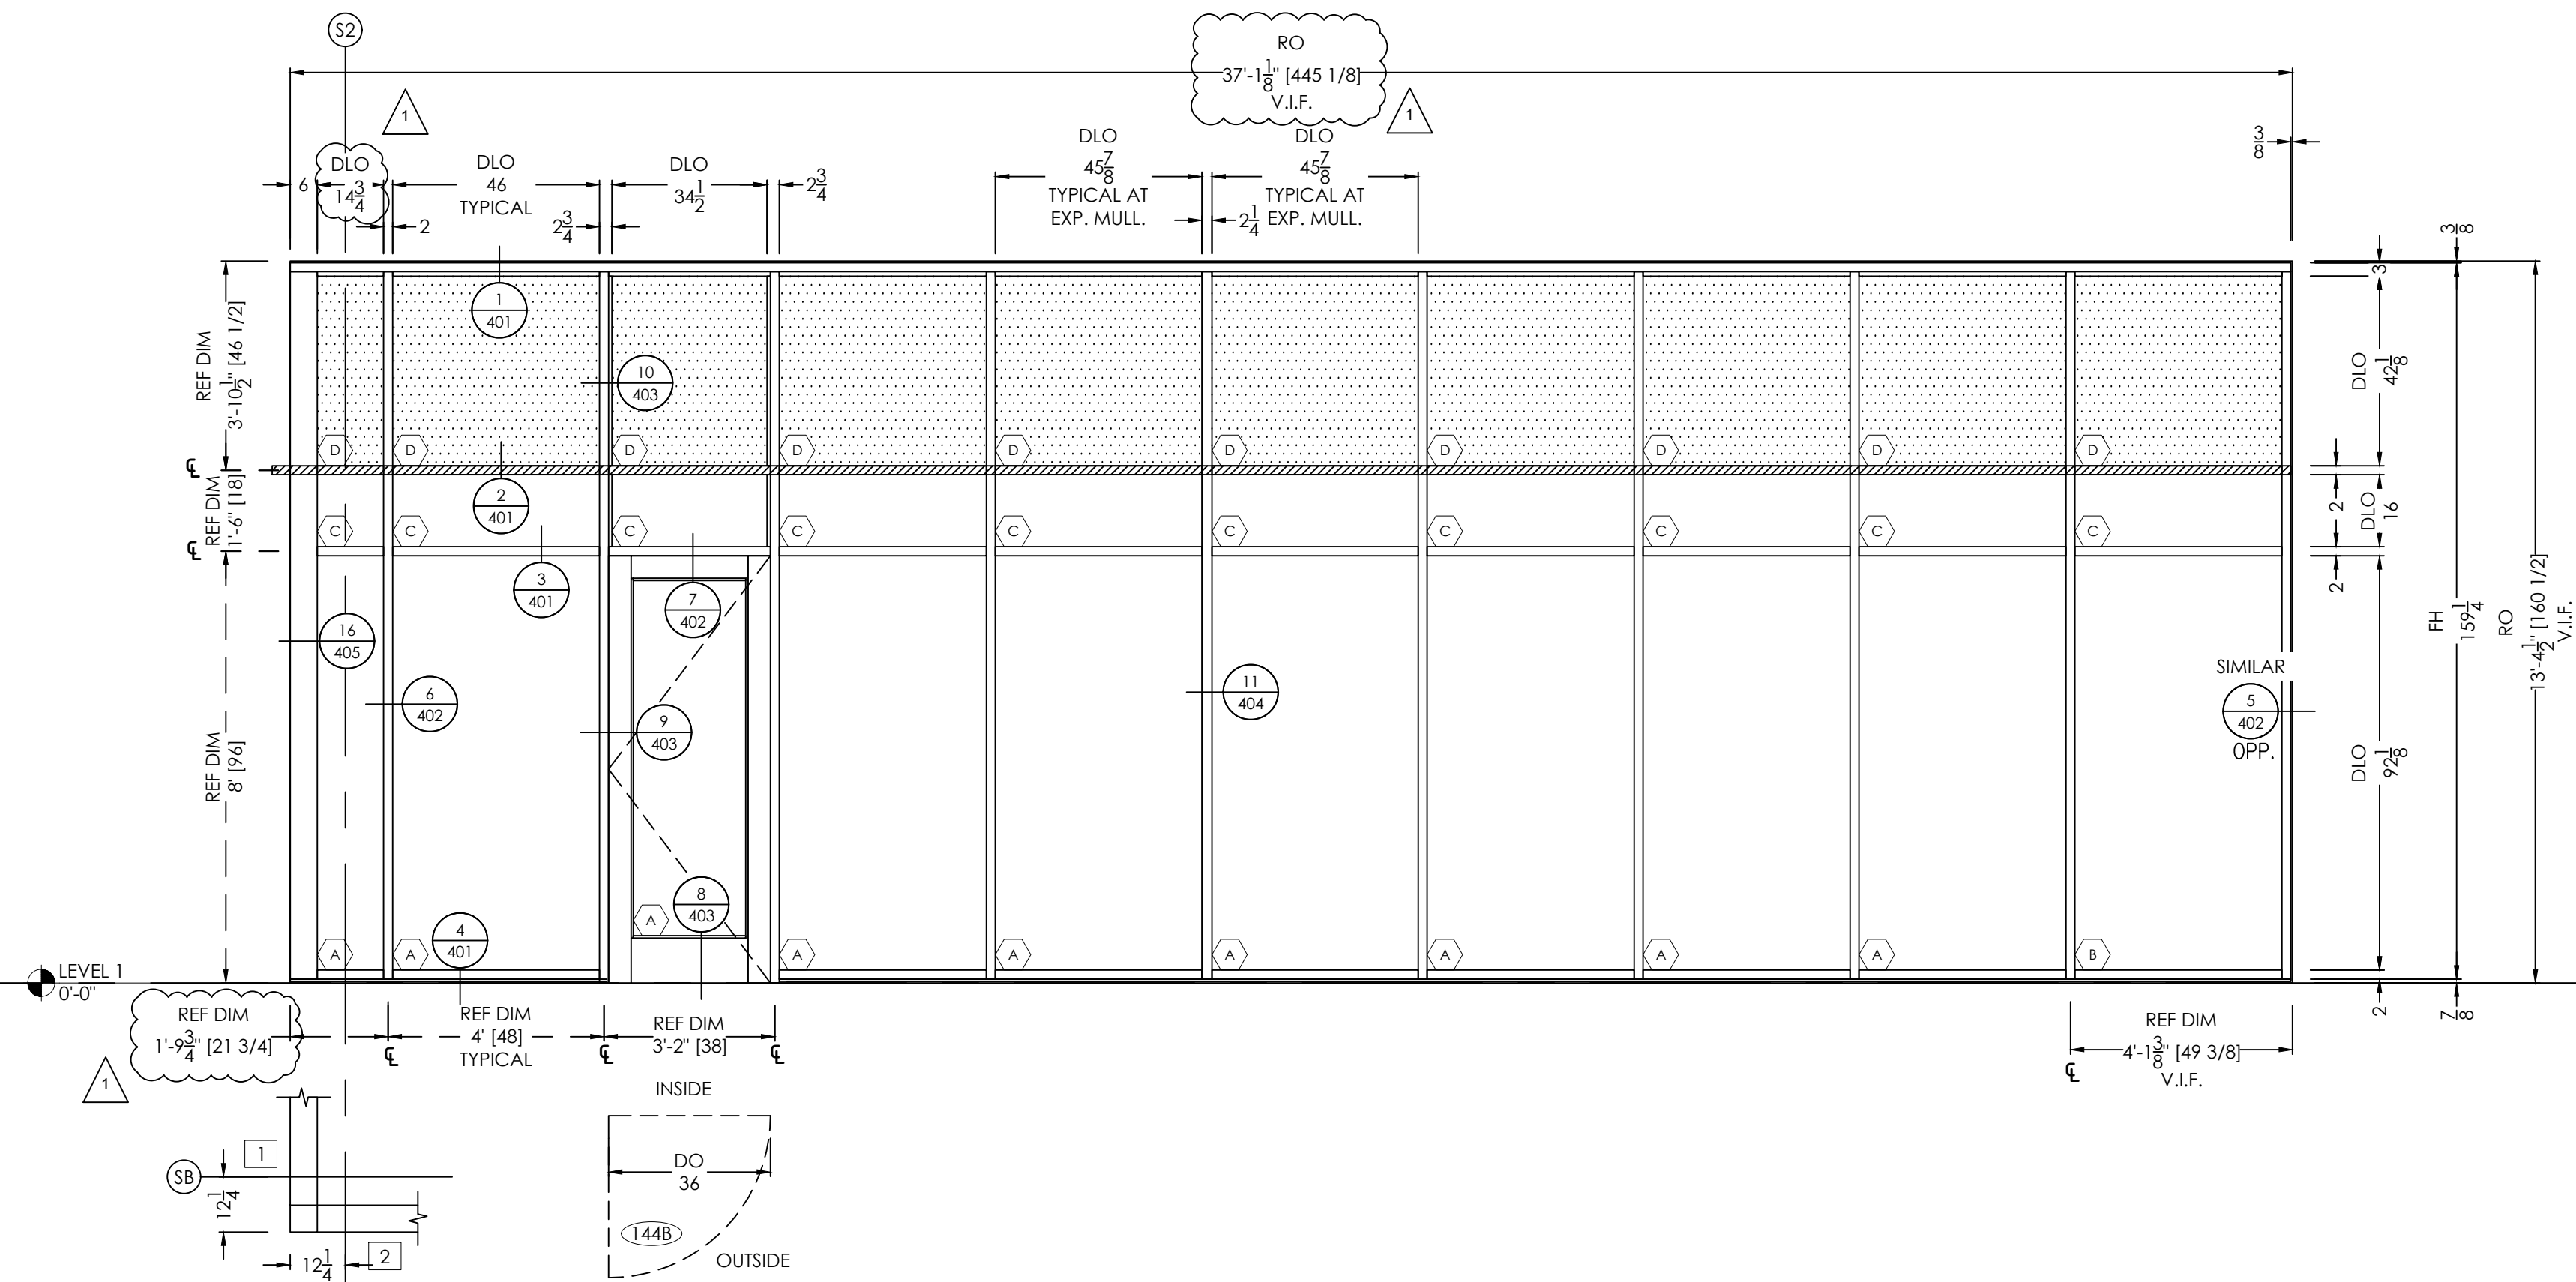 S2
RO
37'-1 1/8" [445 1/8]
V.I.F.
1
1
DLO
14 3/4
6
2
DLO
46
TYPICAL
2 3/4
DLO
34 1/2
2 3/4
DLO
45 7/8
TYPICAL AT
EXP. MULL.
2 1/4
DLO
45 7/8
TYPICAL AT
EXP. MULL.
3/8
REF DIM
3'-10 1/2" [46 1/2]
REF DIM
1'-6" [18]
REF DIM
8' [96]
℄
℄
1
401
10
403
D
D
D
D
D
D
D
D
D
D
2
401
C
C
C
C
C
C
C
C
C
C
3
401
7
402
16
405
6
402
9
403
11
404
SIMILAR
5
402
OPP.
8
403
4
401
A
A
A
A
A
A
A
A
A
B
3/8
3
DLO
42 1/8
2
DLO
16
2
DLO
92 1/8
2
7/8
FH
159 1/4
RO
13'-4 1/2" [160 1/2]
V.I.F.
LEVEL 1
0'-0"
REF DIM
1'-9 3/4" [21 3/4]
1
℄
REF DIM
4' [48]
TYPICAL
℄
REF DIM
3'-2" [38]
℄
REF DIM
4'-1 3/8" [49 3/8]
V.I.F.
℄
INSIDE
DO
36
144B
OUTSIDE
1
SB
12 1/4
12 1/4
2